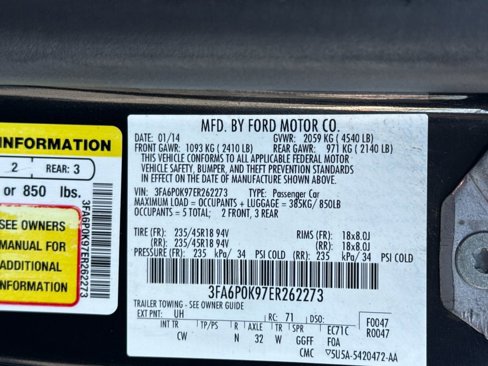 INFORMATION
2 REAR: 3
or 850 lbs.
SEE OWNERS
MANUAL FOR
ADDITIONAL
INFORMATION
3FA6P0K97ER262273
MFD. BY FORD MOTOR CO.
DATE: 01/14 GVWR: 2059 KG ( 4540 LB)
FRONT GAWR: 1093 KG ( 2410 LB) REAR GAWR: 971 KG ( 2140 LB)
THIS VEHICLE CONFORMS TO ALL APPLICABLE FEDERAL MOTOR
VEHICLE SAFETY, BUMPER, AND THEFT PREVENTION STANDARDS
IN EFFECT ON THE DATE OF MANUFACTURE SHOWN ABOVE.
VIN: 3FA6P0K97ER262273 TYPE: Passenger Car
MAXIMUM LOAD = OCCUPANTS + LUGGAGE = 385KG/ 850LB
OCCUPANTS = 5 TOTAL; 2 FRONT, 3 REAR
TIRE (FR): 235/45R18 94V RIMS (FR): 18x8.0J
(RR): 235/45R18 94V (RR): 18x8.0J
PRESSURE (FR): 235 kPa/ 34 PSI COLD (RR): 235 kPa/ 34 PSI COLD
3FA6P0K97ER262273
TRAILER TOWING - SEE OWNER GUIDE
EXT PNT: UH RC: 71 DSO: F0047
R0047
INT TR TP/PS R AXLE TR SPR EC71C
CW N 32 W GGFF F0A
CMC ▽SU5A-5420472-AA